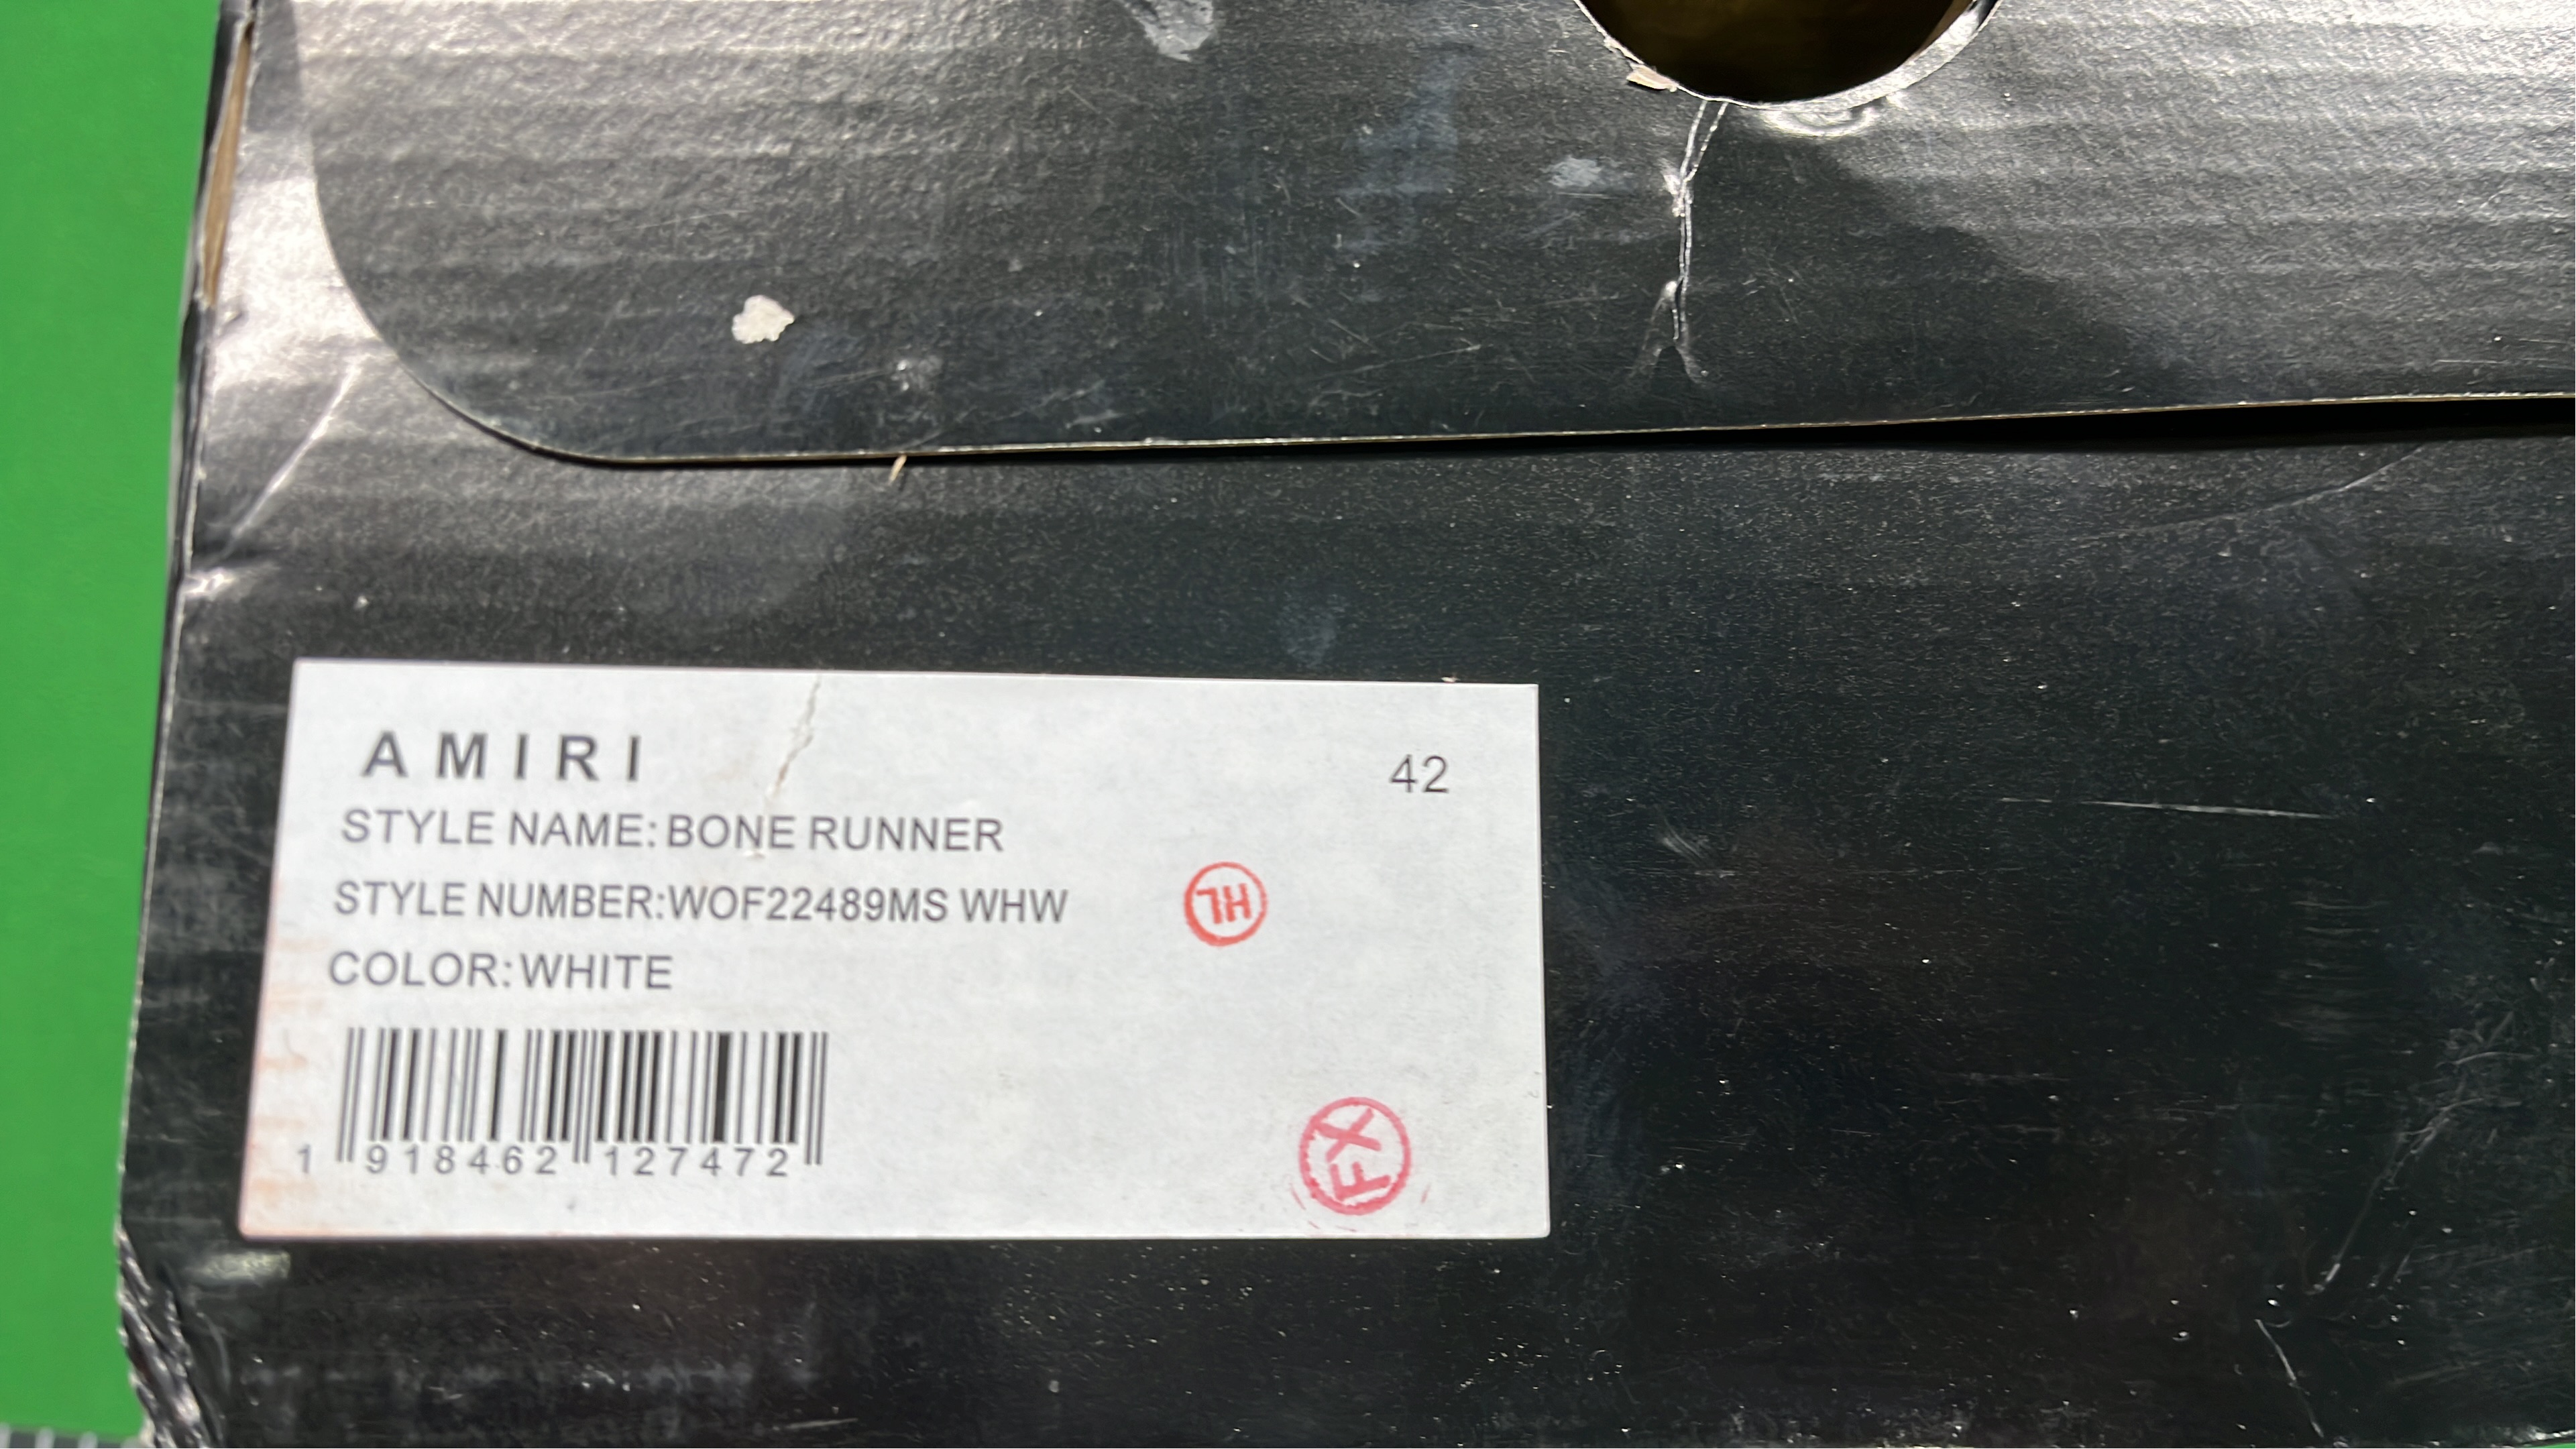 AMIRI
42
STYLE NAME:BONE RUNNER
STYLE NUMBER:WOF22489MS WHW
HL
COLOR:WHITE
1 918462 127472
FX